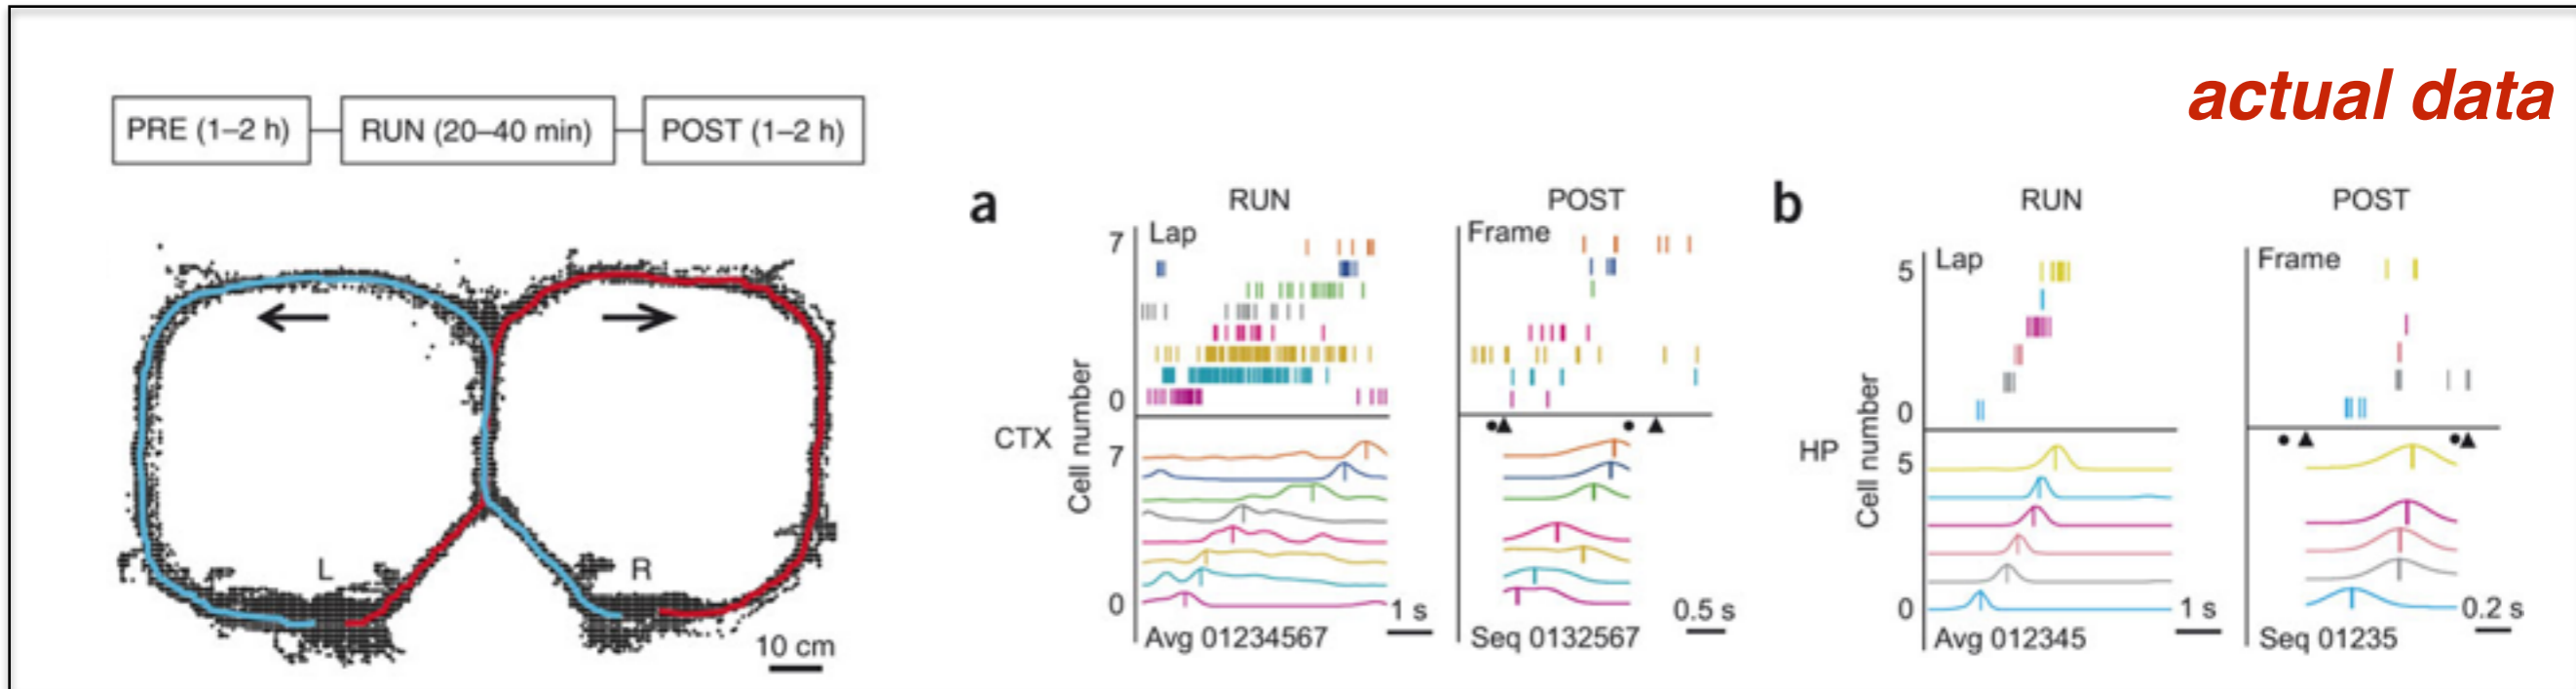 actual data
PRE (1–2 h) RUN (20–40 min) POST (1–2 h)
L R
10 cm
a
RUN POST
7 Lap Frame
0
CTX
Cell number
7
0
1 s 0.5 s
Avg 01234567 Seq 0132567
b
RUN POST
5 Lap Frame
0
HP
Cell number
5
0
1 s 0.2 s
Avg 012345 Seq 01235